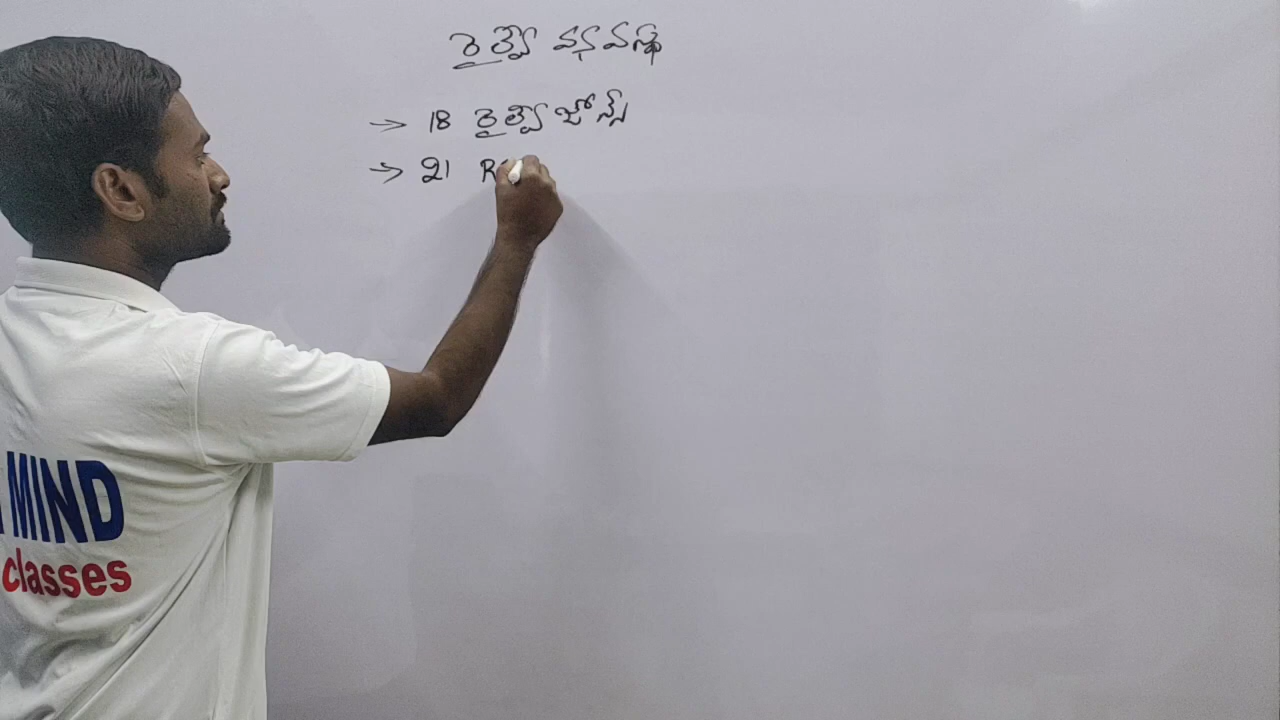 రైల్వే వ్యవస్థ
→ 18 రైల్వే జోన్స్
→ 21 R
MIND
classes